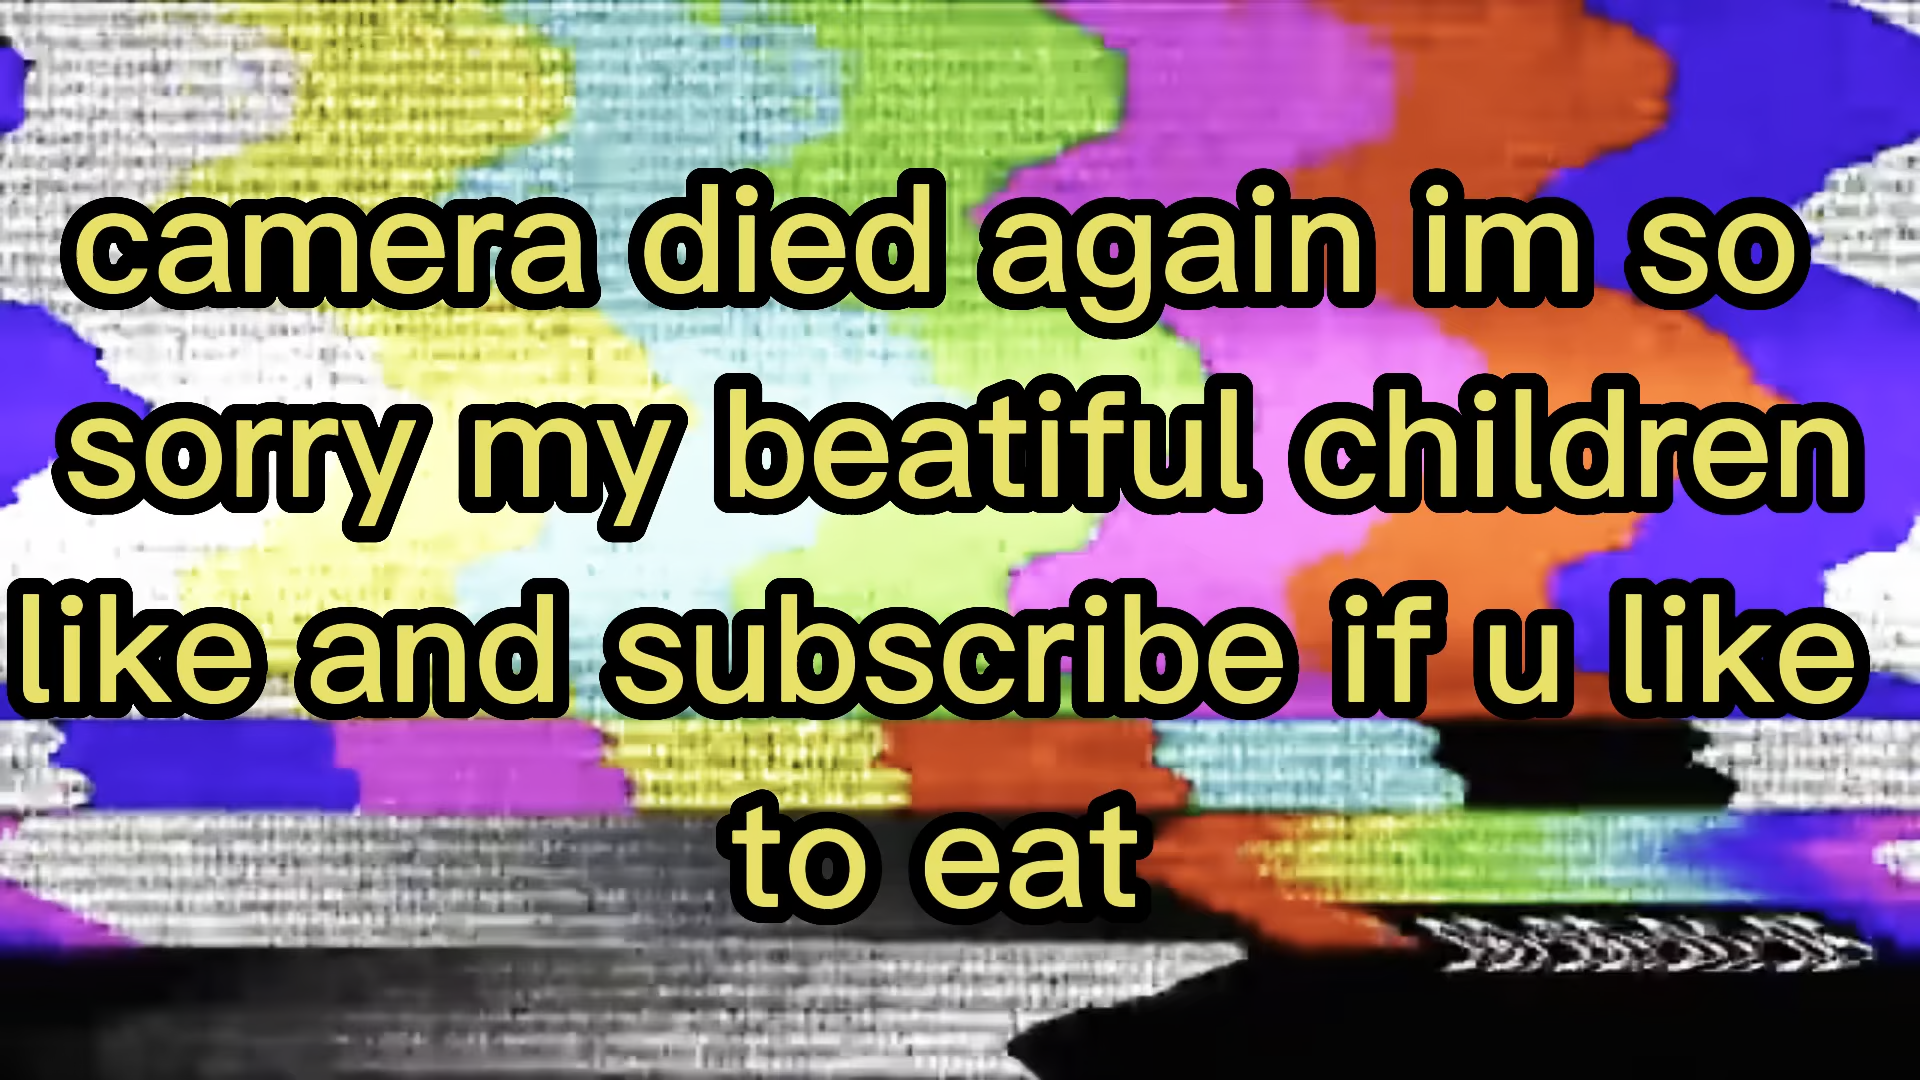 camera died again im so
sorry my beatiful children
like and subscribe if u like
to eat